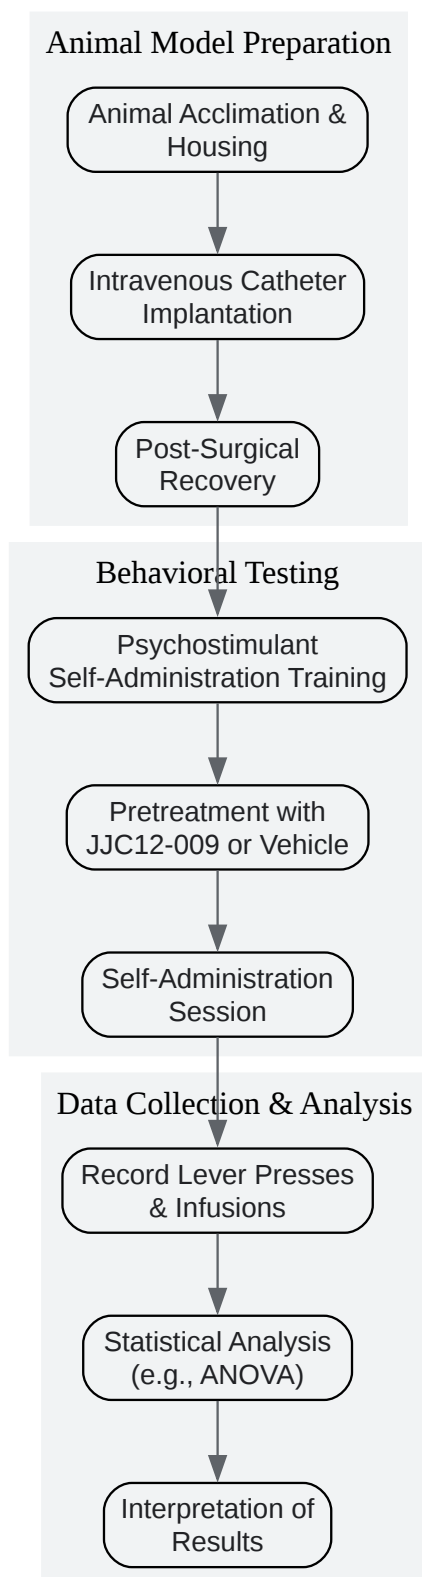 Animal Model Preparation
Animal Acclimation &
Housing
Intravenous Catheter
Implantation
Post-Surgical
Recovery
Behavioral Testing
Psychostimulant
Self-Administration Training
Pretreatment with
JJC12-009 or Vehicle
Self-Administration
Session
Data Collection & Analysis
Record Lever Presses
& Infusions
Statistical Analysis
(e.g., ANOVA)
Interpretation of
Results